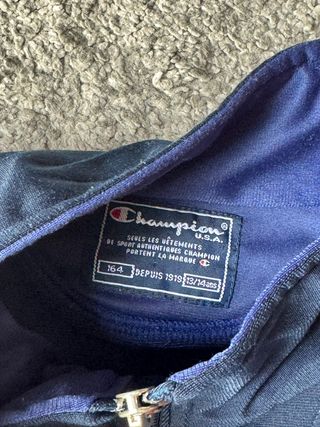 Champion®
U.S.A.
SEULS LES VÊTEMENTS
DE SPORT AUTHENTIQUES CHAMPION
PORTENT LA MARQUE
164 DEPUIS 1919 13/14 ans